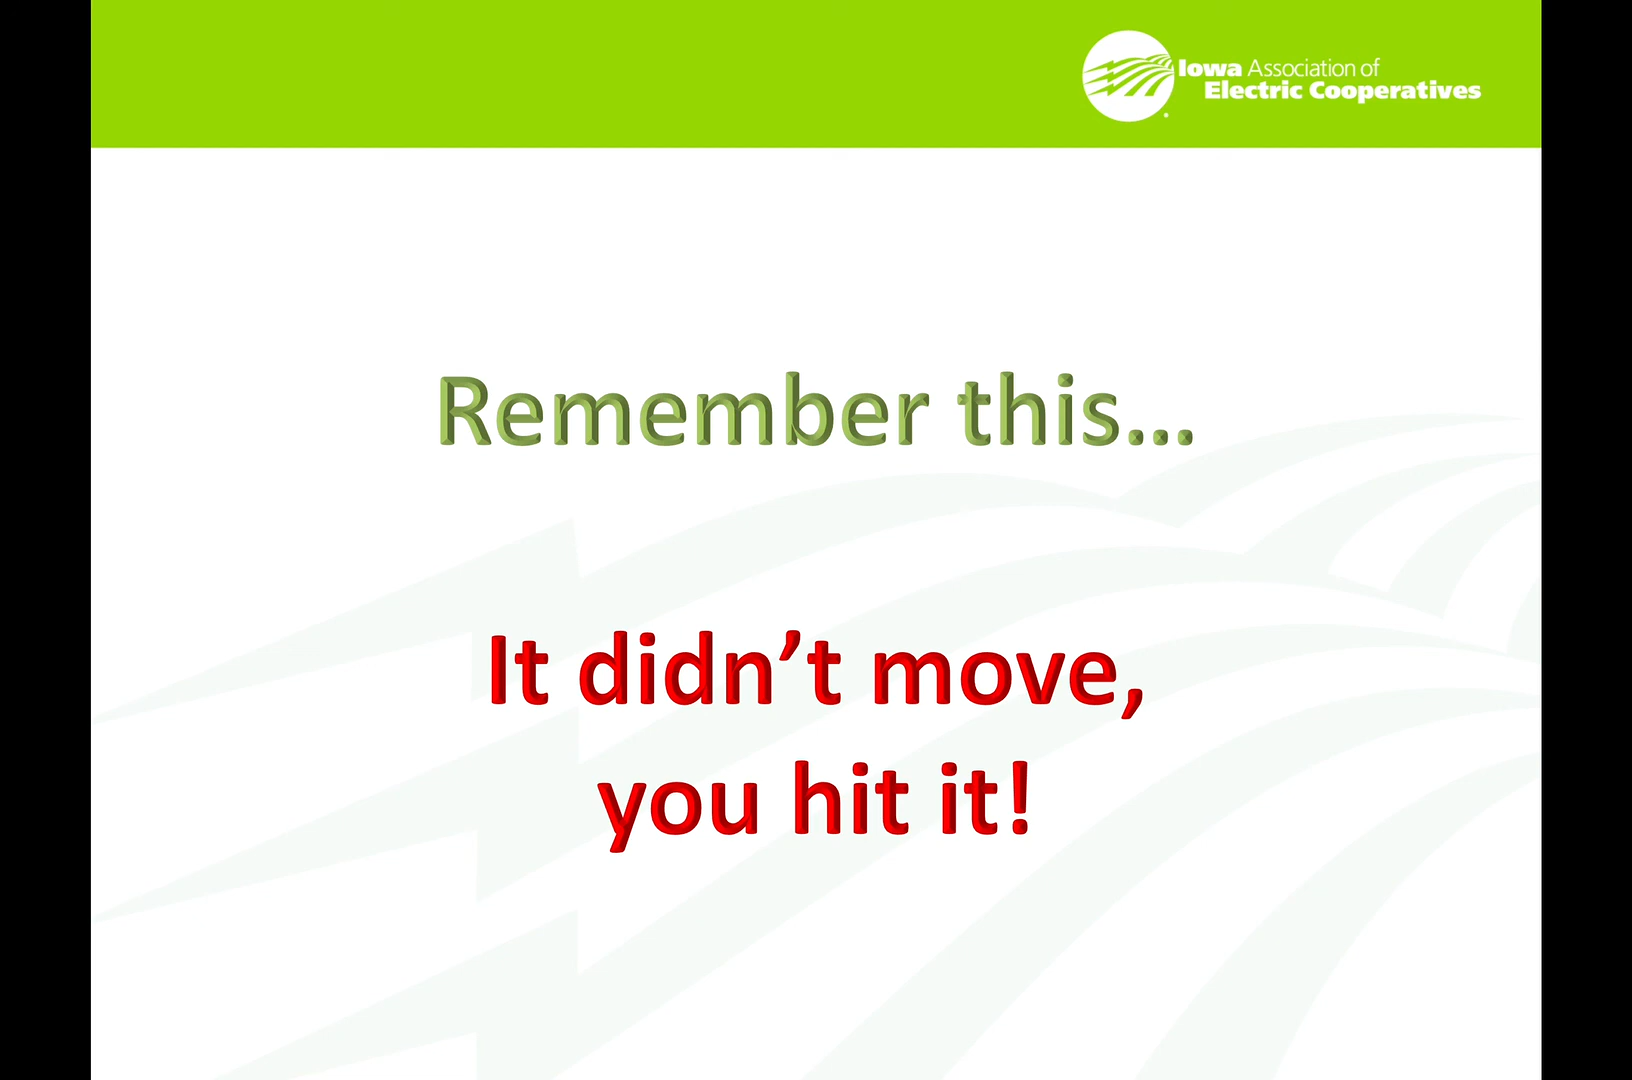 Iowa Association of
Electric Cooperatives
Remember this...
It didn’t move,
you hit it!